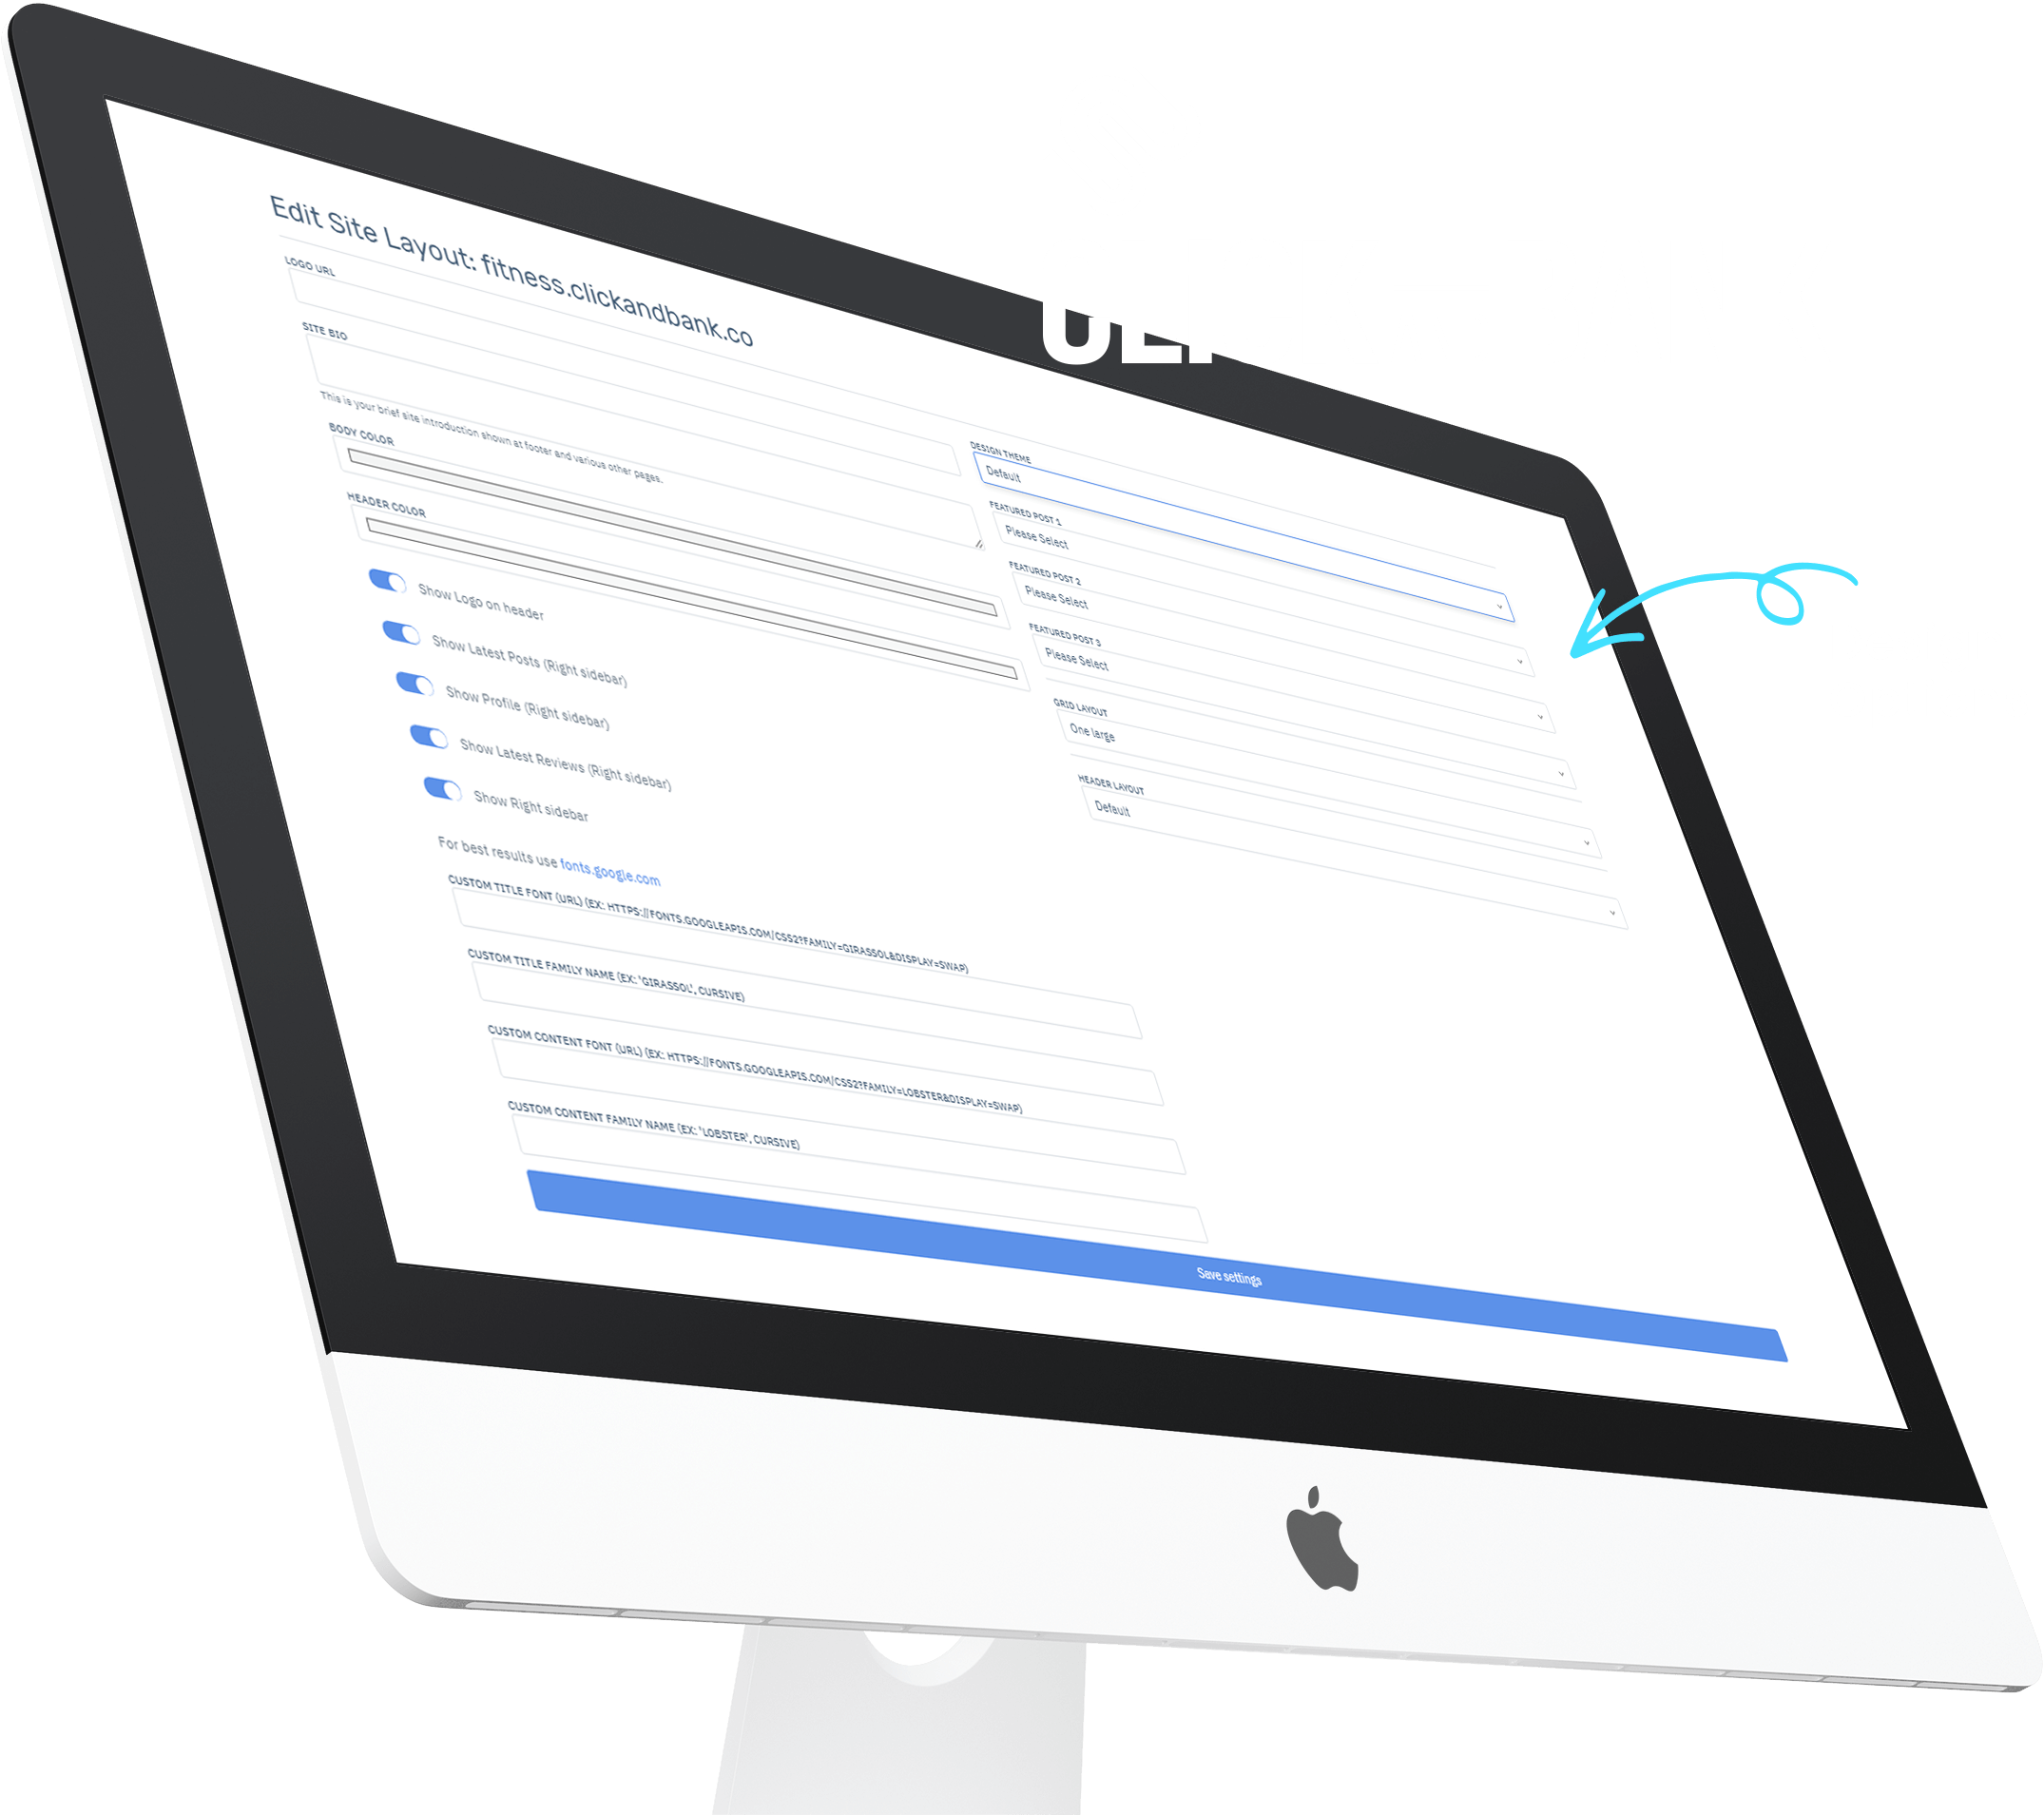 Edit Site Layout: fitness.clickandbank.co
LOGO URL
SITE BIO
This is your brief site introduction shown at footer and various other pages.
BODY COLOR
HEADER COLOR
Show Logo on header
Show Latest Posts (Right sidebar)
Show Profile (Right sidebar)
Show Latest Reviews (Right sidebar)
Show Right sidebar
For best results use fonts.google.com
CUSTOM TITLE FONT (URL) (EX: HTTPS://FONTS.GOOGLEAPIS.COM/CSS2?FAMILY=GIRASSOL&DISPLAY=SWAP)
CUSTOM TITLE FAMILY NAME (EX: 'GIRASSOL', CURSIVE)
CUSTOM CONTENT FONT (URL) (EX: HTTPS://FONTS.GOOGLEAPIS.COM/CSS2?FAMILY=LOBSTER&DISPLAY=SWAP)
CUSTOM CONTENT FAMILY NAME (EX: 'LOBSTER', CURSIVE)
DESIGN THEME
Default
FEATURED POST 1
Please Select
FEATURED POST 2
Please Select
FEATURED POST 3
Please Select
GRID LAYOUT
One large
HEADER LAYOUT
Default
Save settings